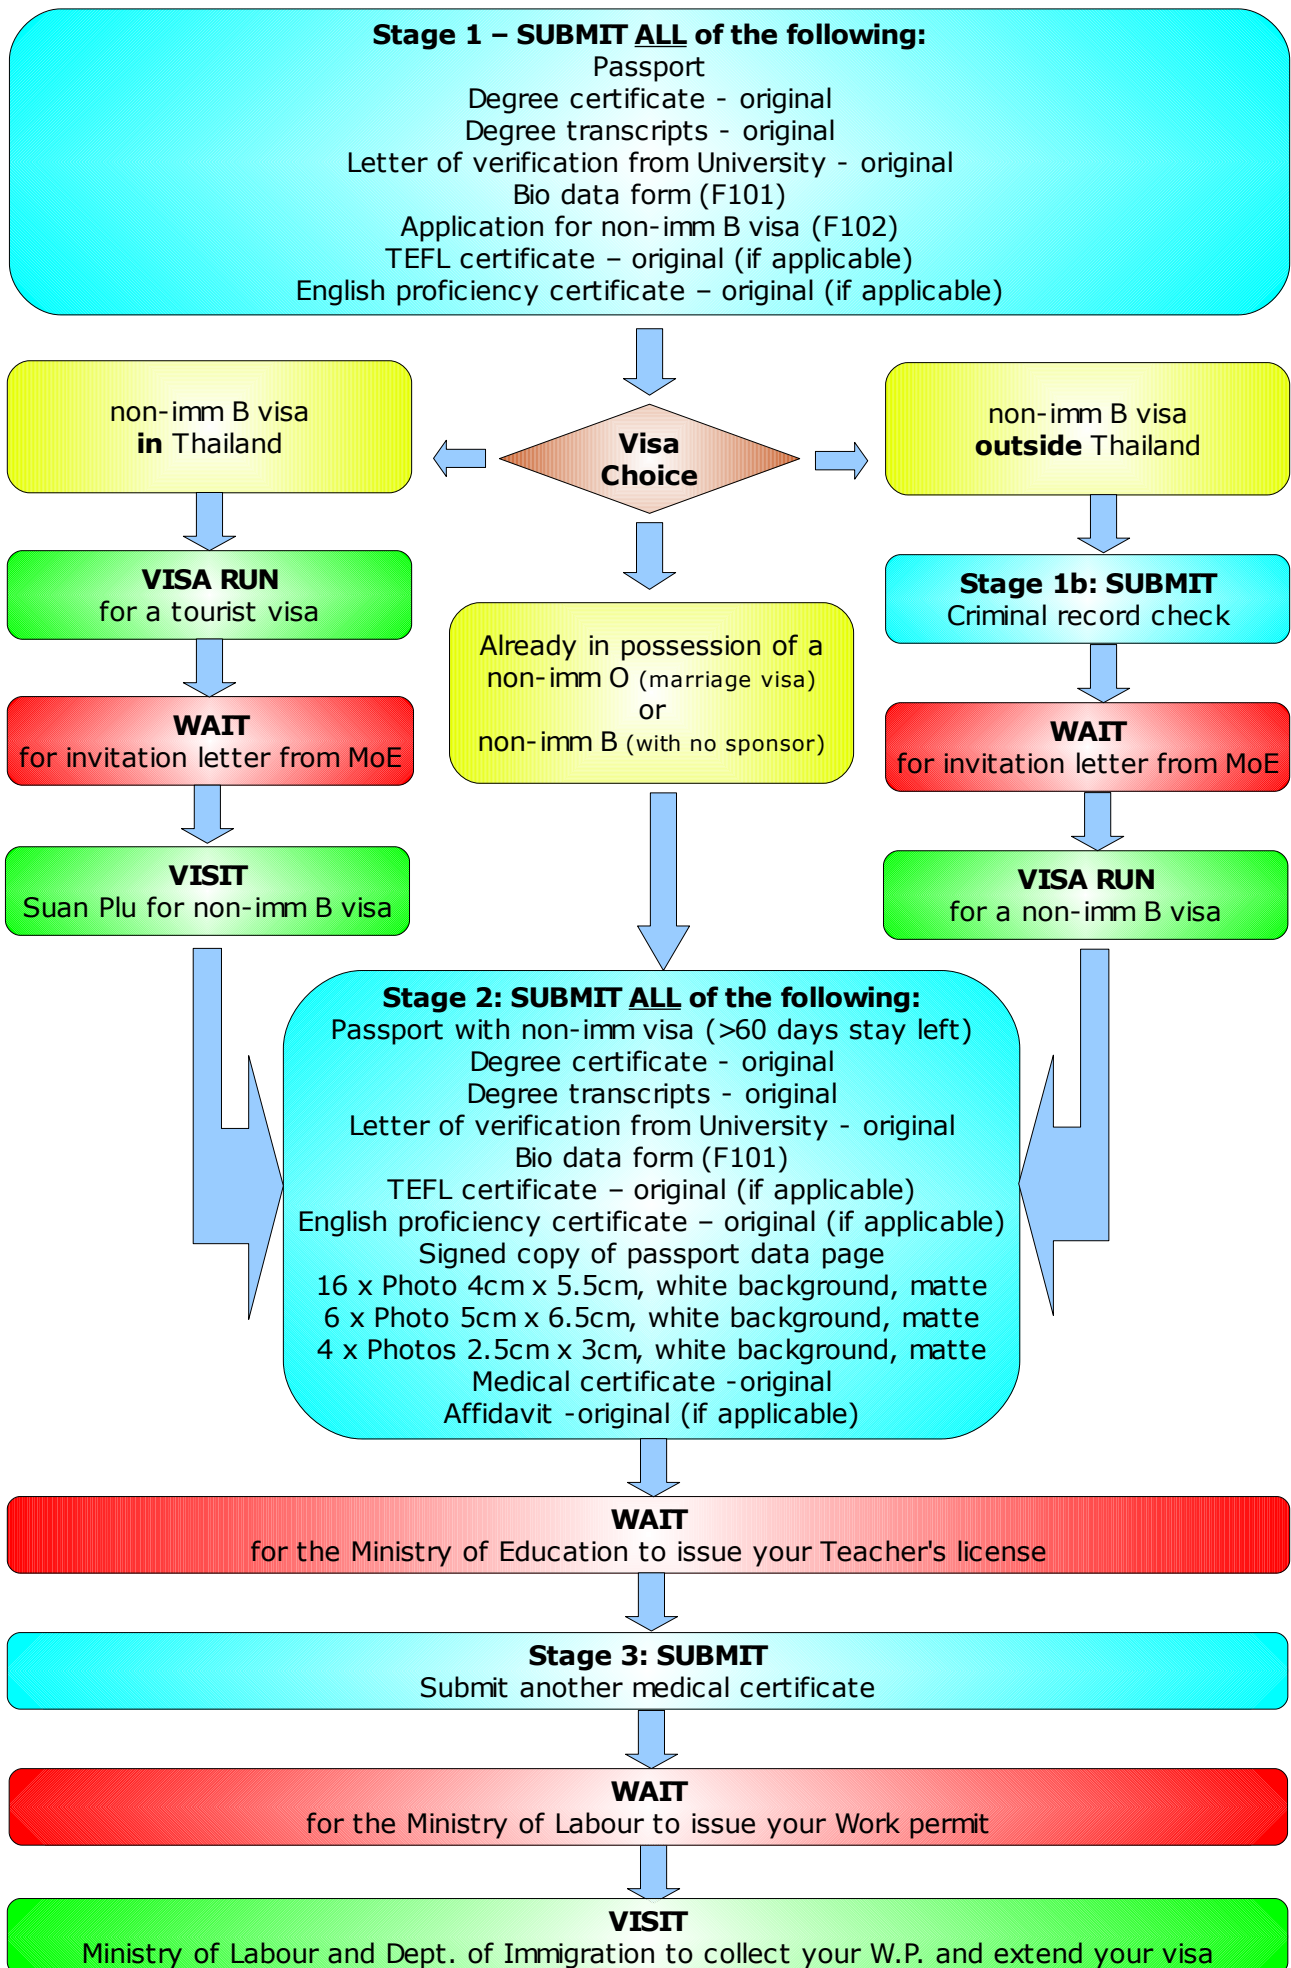 Stage 1 – SUBMIT ALL of the following:
Passport
Degree certificate - original
Degree transcripts - original
Letter of verification from University - original
Bio data form (F101)
Application for non-imm B visa (F102)
TEFL certificate – original (if applicable)
English proficiency certificate – original (if applicable)
Visa
Choice
non-imm B visa
in Thailand
VISA RUN
for a tourist visa
WAIT
for invitation letter from MoE
VISIT
Suan Plu for non-imm B visa
Already in possession of a
non-imm O (marriage visa)
or
non-imm B (with no sponsor)
non-imm B visa
outside Thailand
Stage 1b: SUBMIT
Criminal record check
WAIT
for invitation letter from MoE
VISA RUN
for a non-imm B visa
Stage 2: SUBMIT ALL of the following:
Passport with non-imm visa (>60 days stay left)
Degree certificate - original
Degree transcripts - original
Letter of verification from University - original
Bio data form (F101)
TEFL certificate – original (if applicable)
English proficiency certificate – original (if applicable)
Signed copy of passport data page
16 x Photo 4cm x 5.5cm, white background, matte
6 x Photo 5cm x 6.5cm, white background, matte
4 x Photos 2.5cm x 3cm, white background, matte
Medical certificate -original
Affidavit -original (if applicable)
WAIT
for the Ministry of Education to issue your Teacher's license
Stage 3: SUBMIT
Submit another medical certificate
WAIT
for the Ministry of Labour to issue your Work permit
VISIT
Ministry of Labour and Dept. of Immigration to collect your W.P. and extend your visa